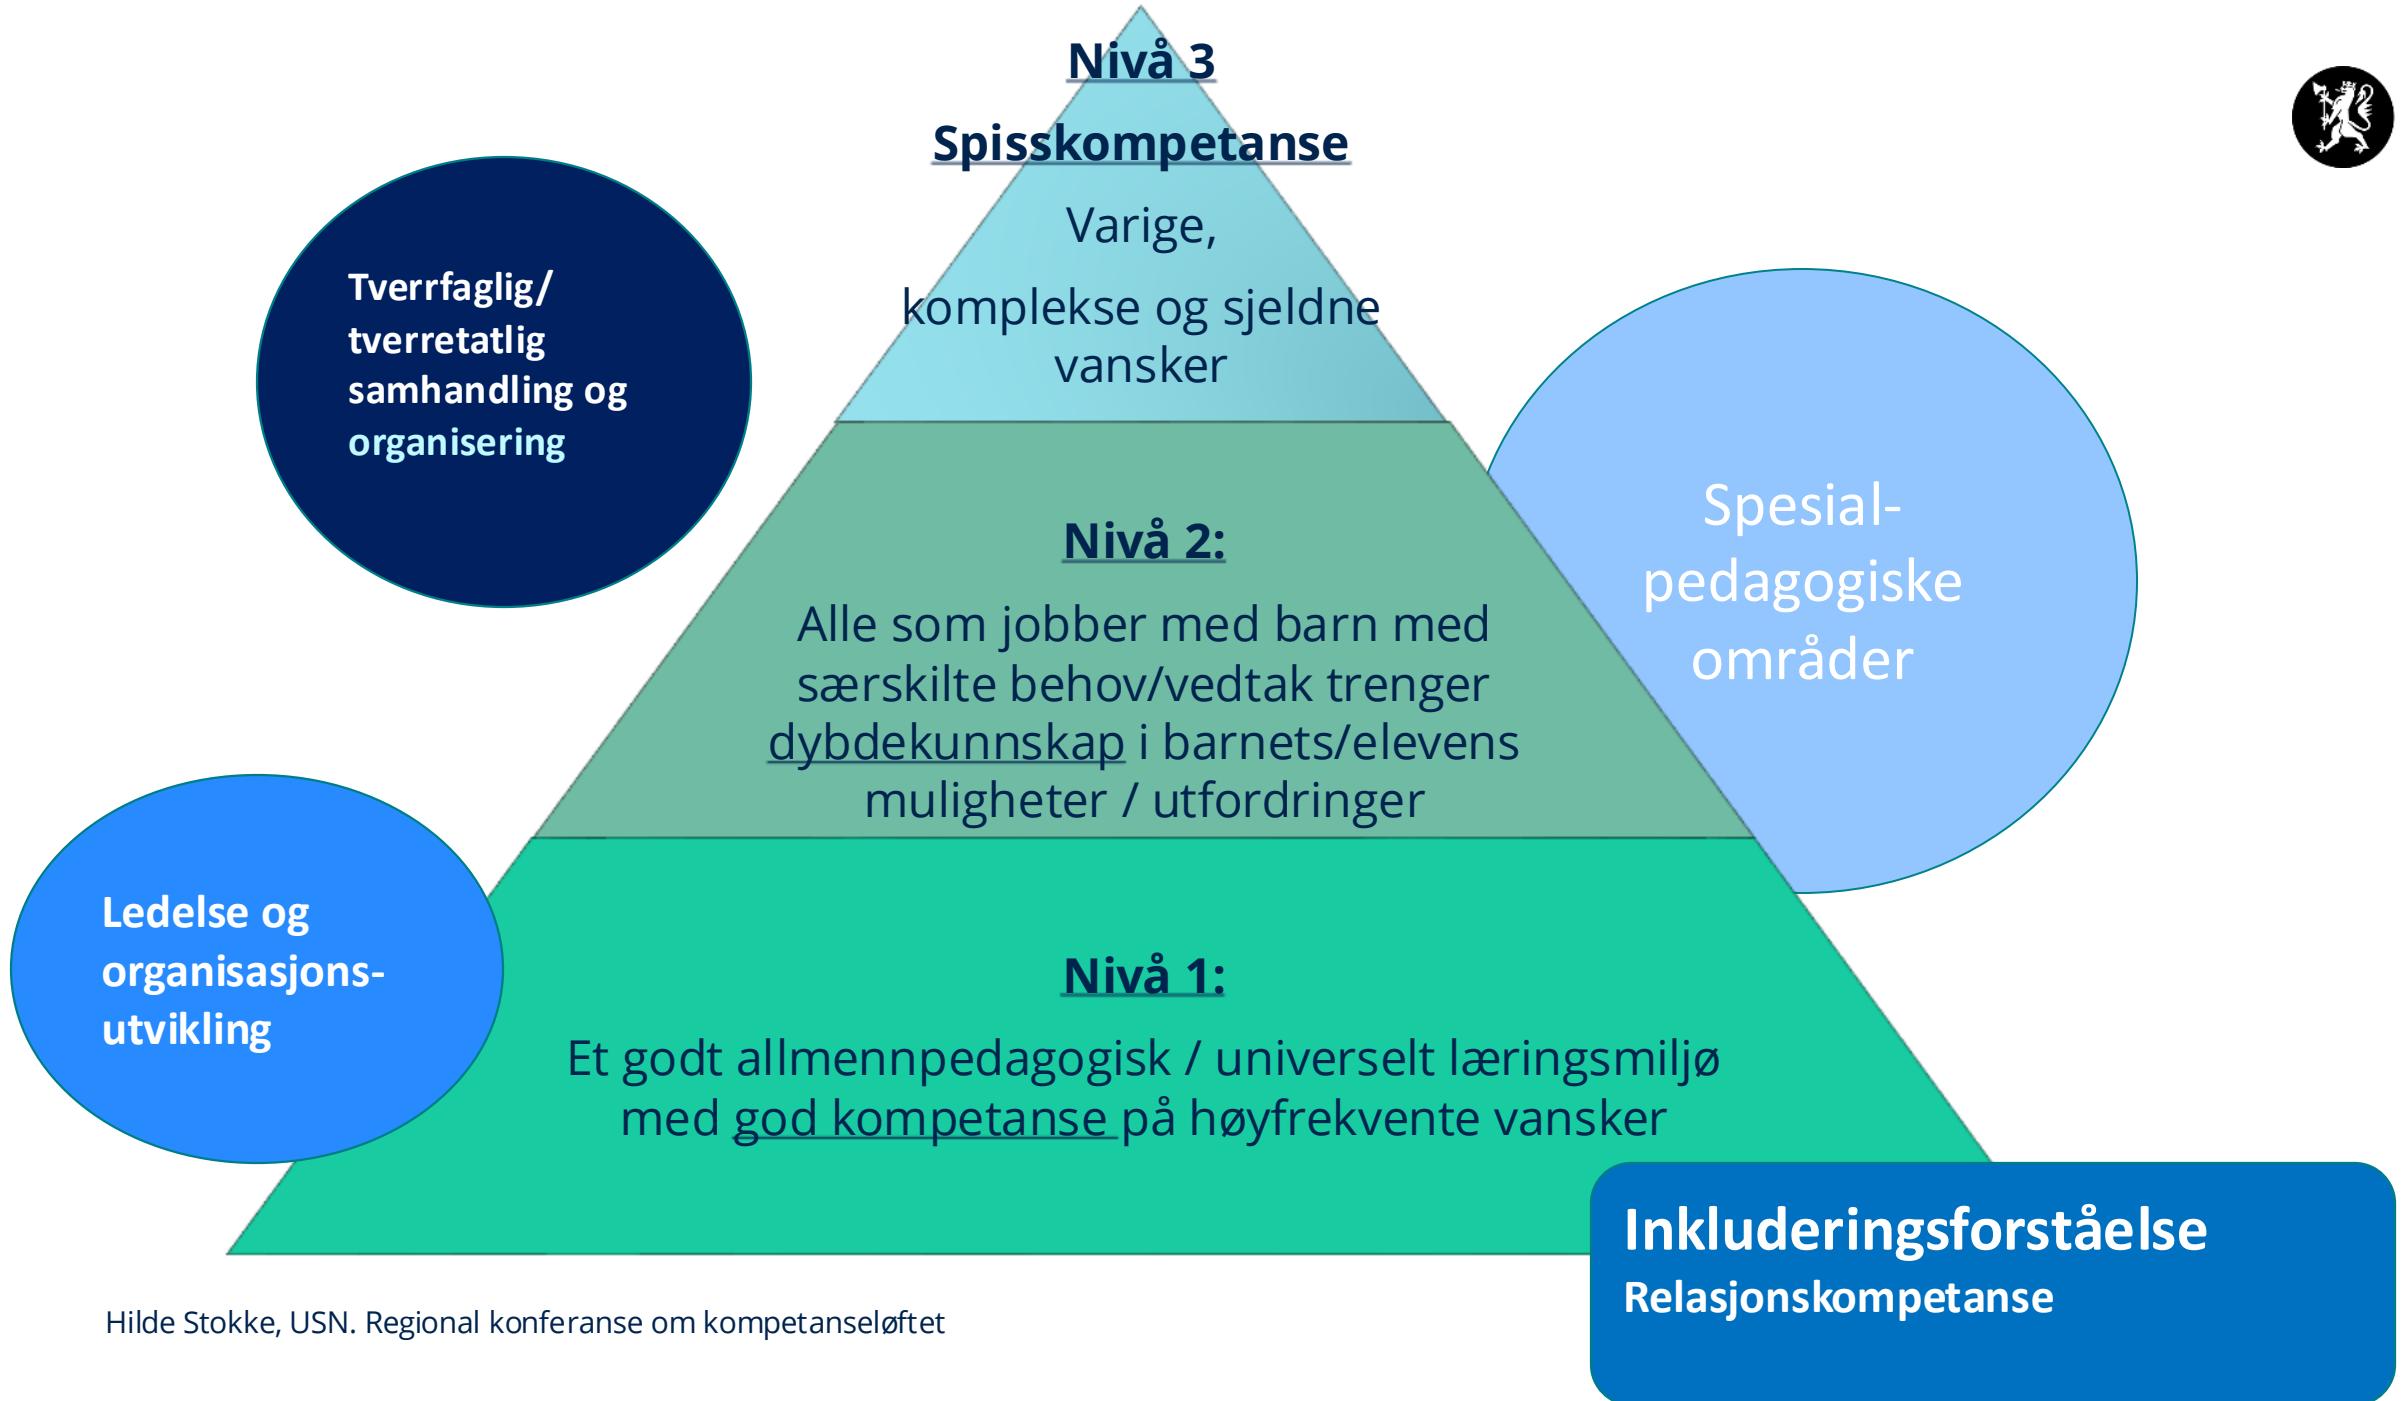 Nivå 3
Spisskompetanse
Varige,
komplekse og sjeldne
vansker
Tverrfaglig/
tverretatlig
samhandling og
organisering
Spesial-
pedagogiske
områder
Nivå 2:
Alle som jobber med barn med
særskilte behov/vedtak trenger
dybdekunnskap i barnets/elevens
muligheter / utfordringer
Ledelse og
organisasjons-
utvikling
Nivå 1:
Et godt allmennpedagogisk / universelt læringsmiljø
med god kompetanse på høyfrekvente vansker
Inkluderingsforståelse
Relasjonskompetanse
Hilde Stokke, USN. Regional konferanse om kompetanseløftet